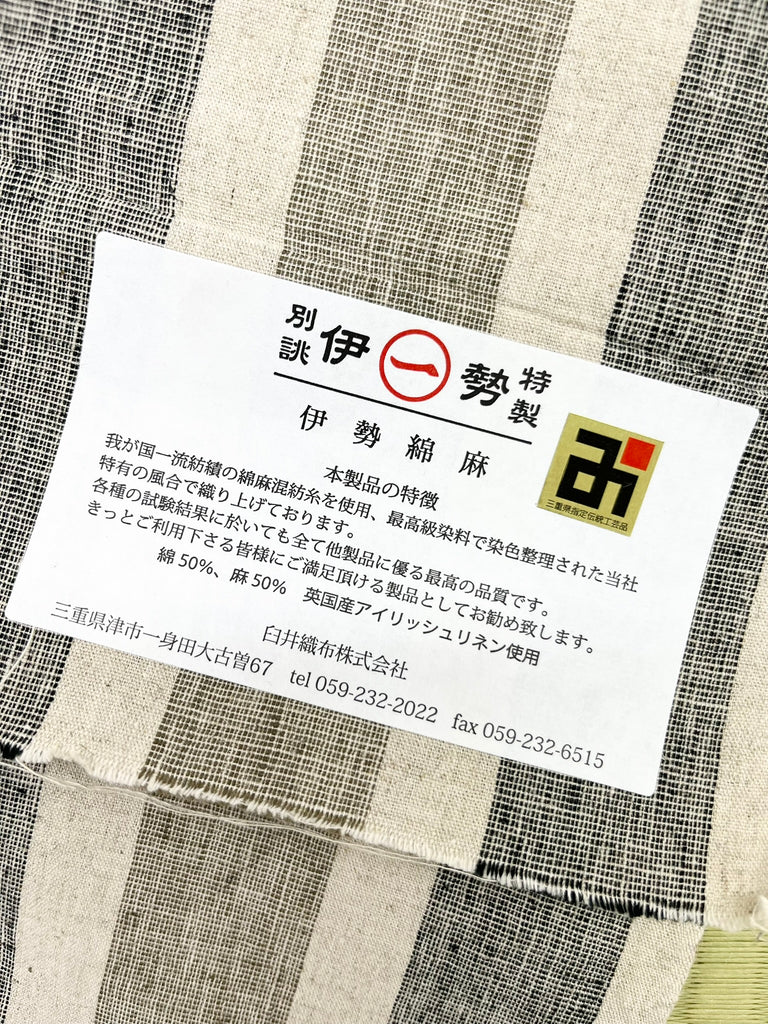 別誂 伊 一 勢 特製
伊勢綿麻
本製品の特徴
我が国一流紡績の綿麻混紡糸を使用、最高級染料で染色整理された当社
特有の風合で織り上げております。
各種の試験結果に於いても全て他製品に優る最高の品質です。
きっとご利用下さる皆様にご満足頂ける製品としてお勧め致します。
綿50%、麻50%　英国産アイリッシュリネン使用
臼井織布株式会社
三重県津市一身田大古曽67　tel 059-232-2022　fax 059-232-6515
三重県指定伝統工芸品